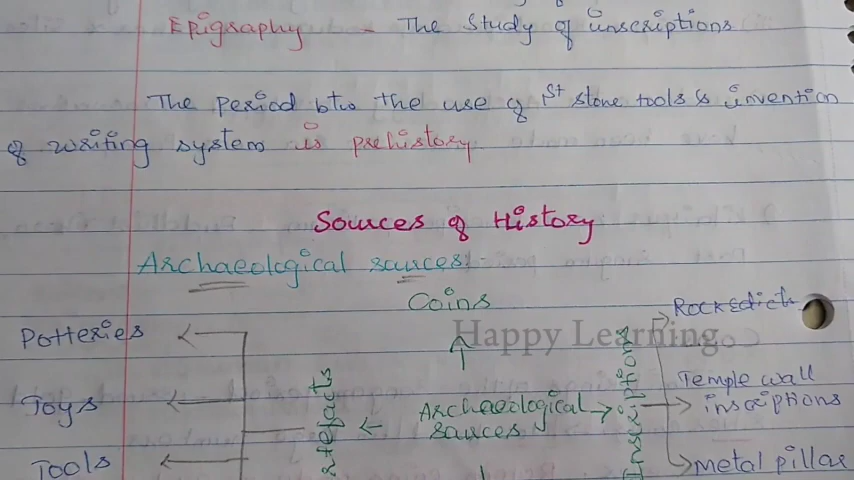 Epigraphy - The Study of inscriptions
The period btw the use of 1st stone tools & invention
of writing system is prehistory.
Sources of History
Archaeological sources:
Coins
Rocksedict
Potteries
Happy Learning
Temple wall
inscriptions
Toys
Archaeological
sources
Inscriptions
Tools
Metal pillar